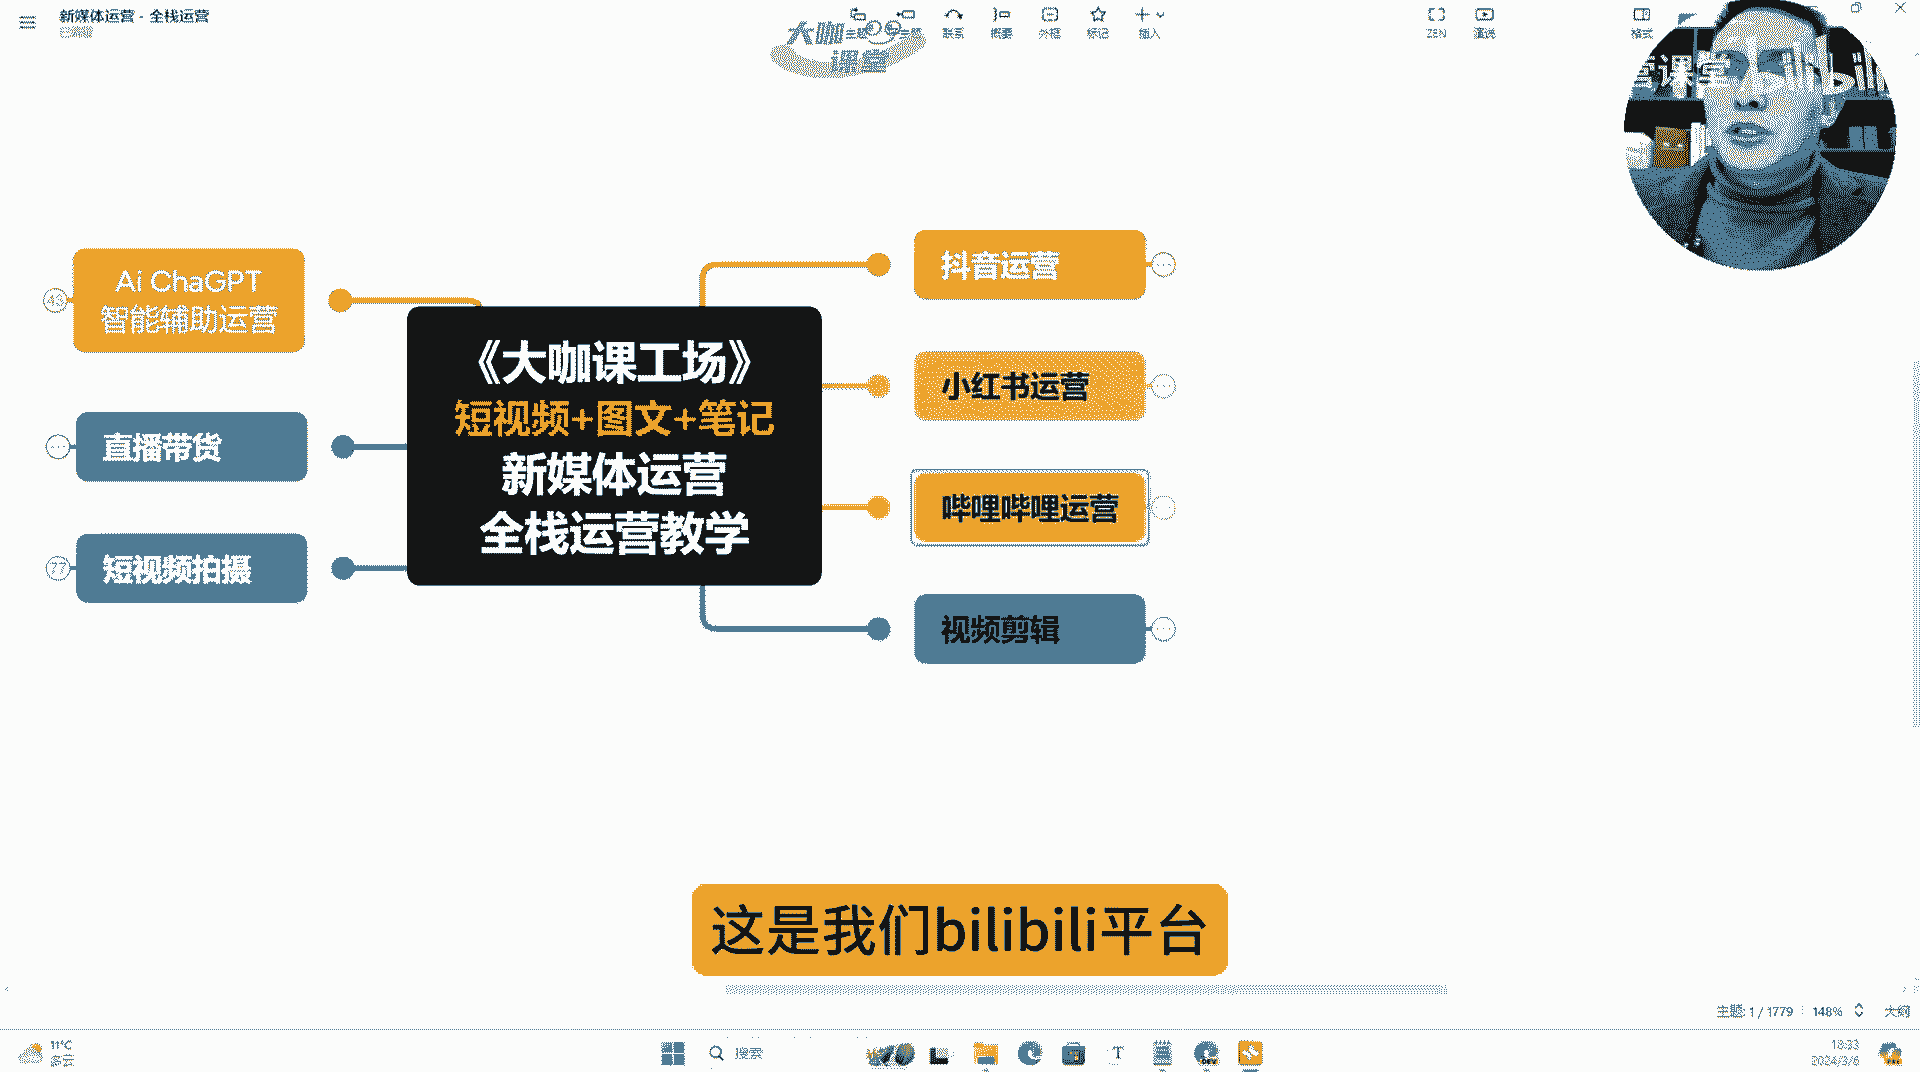 新媒体运营 - 全栈运营
已编辑
主题
主题
联系
概要
外框
标记
插入
ZEN
演说
格式
大咖
课堂
营课堂
bilibili
抖音运营
小红书运营
哔哩哔哩运营
视频剪辑
Ai ChaGPT
智能辅助运营
43
直播带货
短视频拍摄
77
《大咖课工场》
短视频+图文+笔记
新媒体运营
全栈运营教学
这是我们bilibili平台
主题: 1 / 1779
148%
大纲
11°C
多云
搜索
18:33
2024/3/6